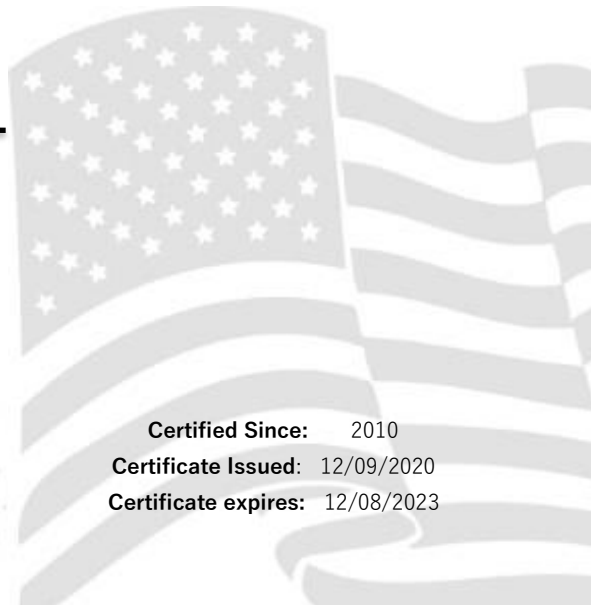 Certified Since: 2010
Certificate Issued: 12/09/2020
Certificate expires: 12/08/2023